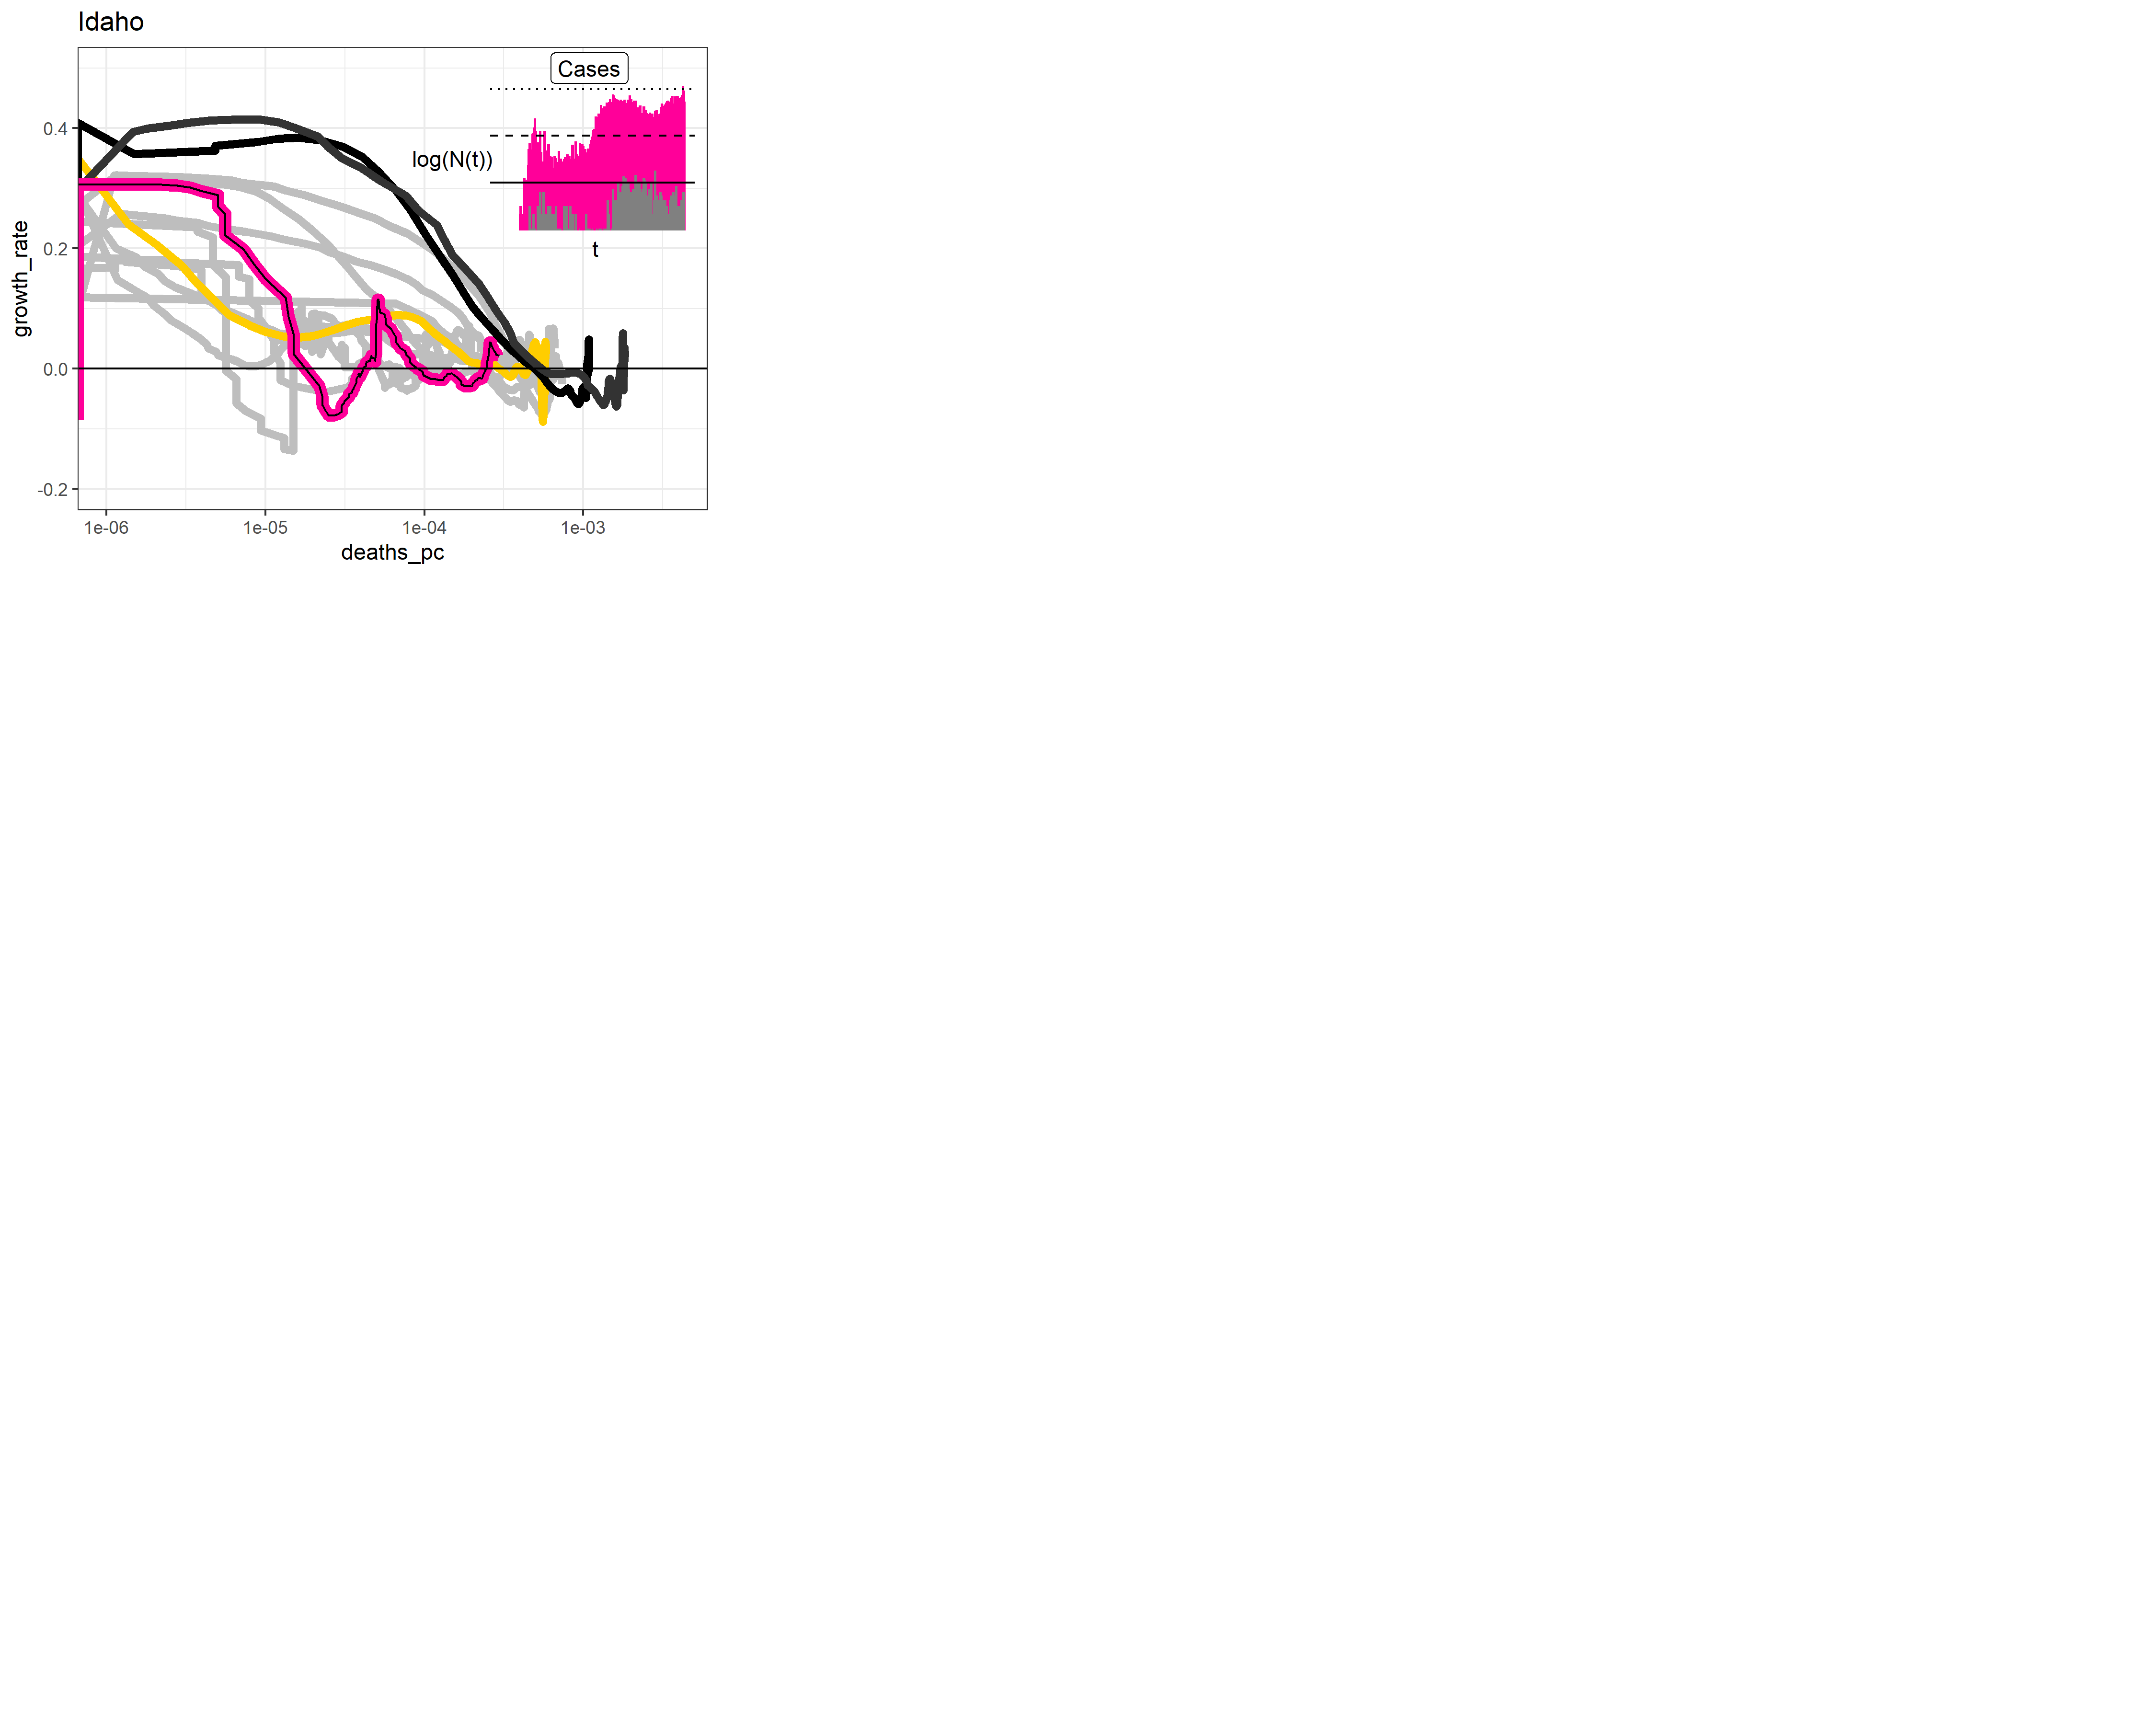 Idaho
Cases
log(N(t))
t
growth_rate
0.4
0.2
0.0
-0.2
1e-06 1e-05 1e-04 1e-03
deaths_pc